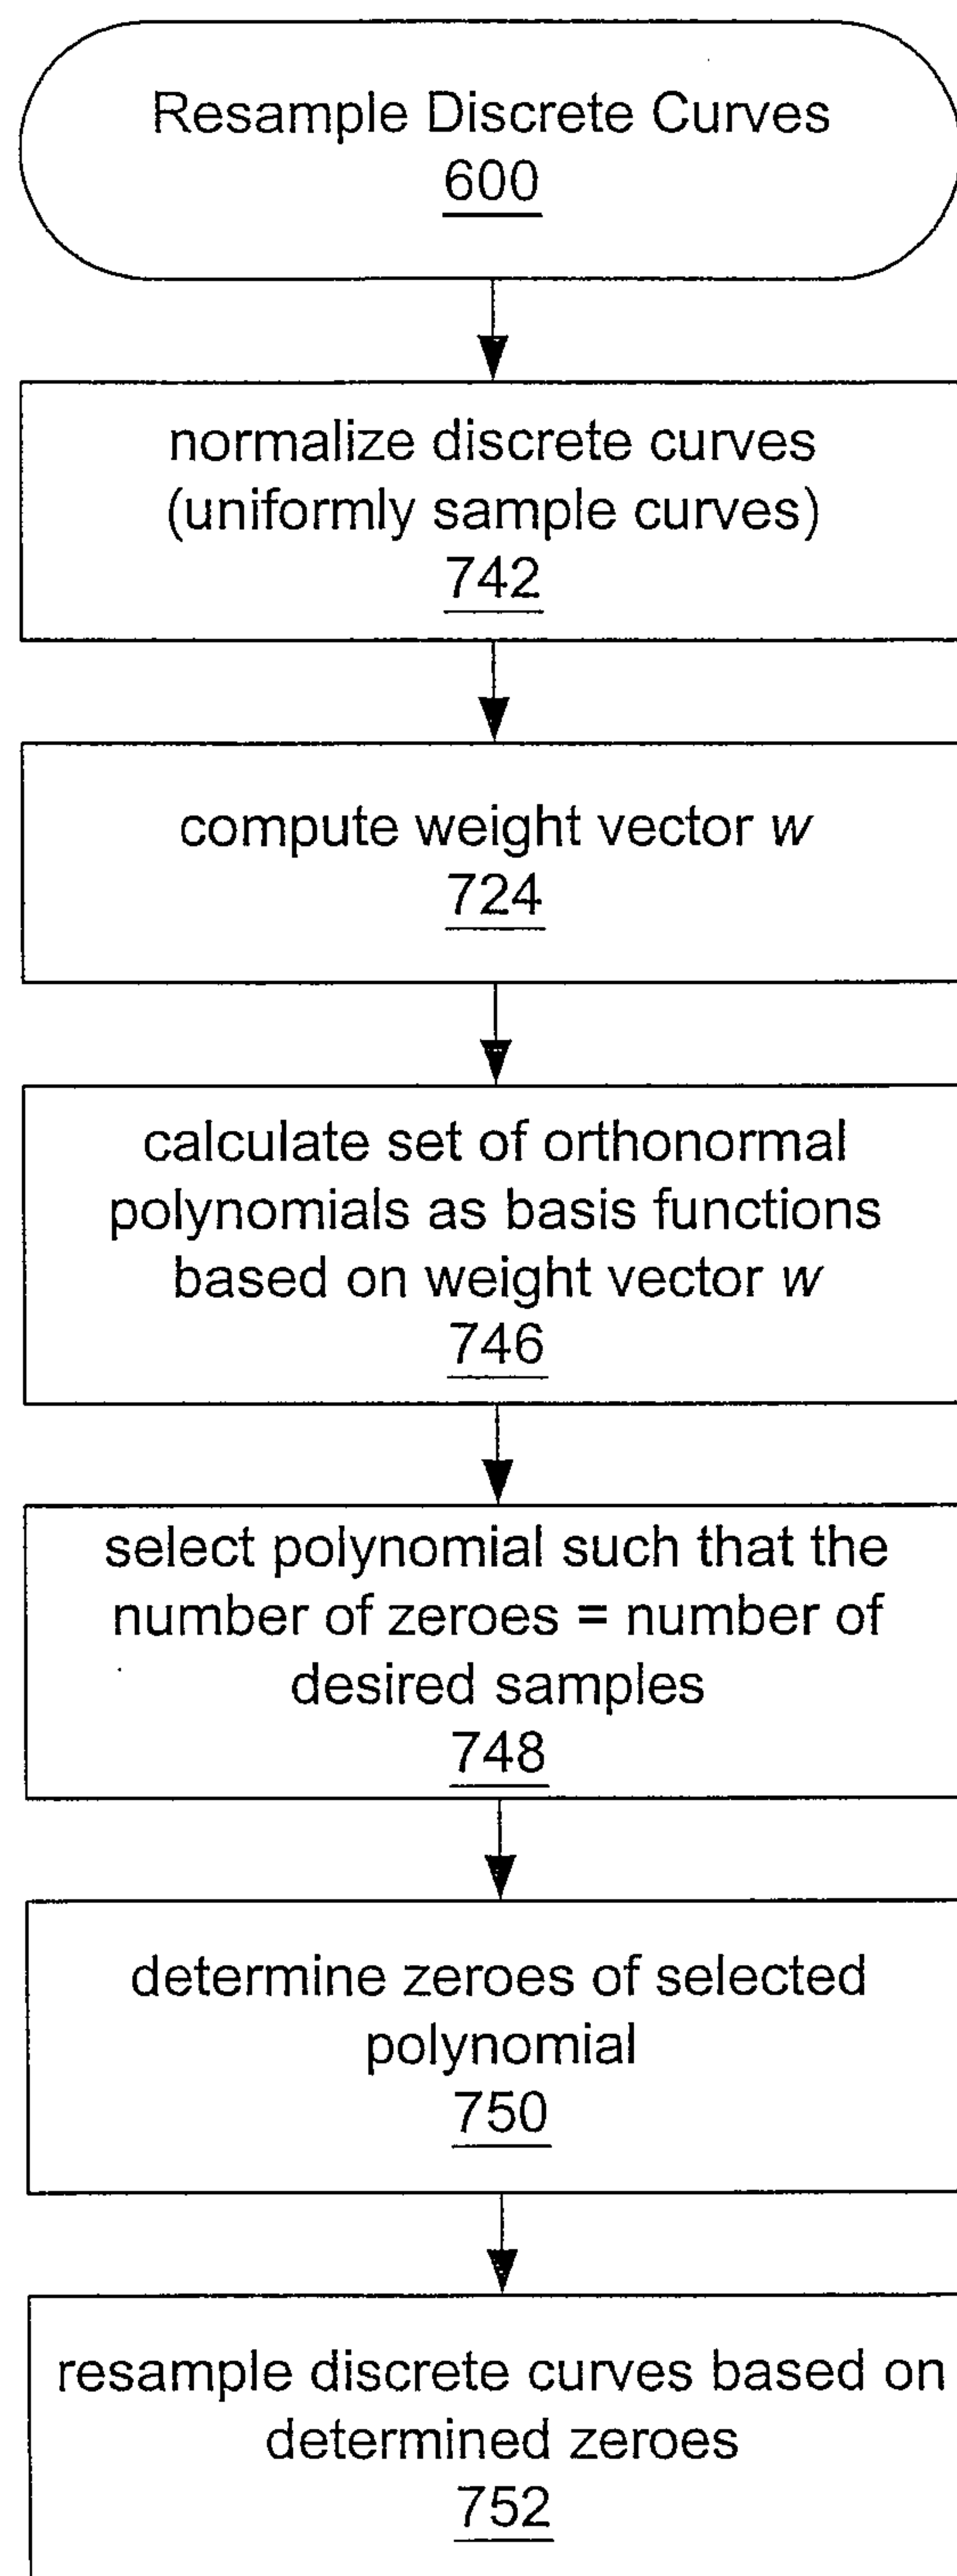 Resample Discrete Curves
600
normalize discrete curves
(uniformly sample curves)
742
compute weight vector w
724
calculate set of orthonormal
polynomials as basis functions
based on weight vector w
746
select polynomial such that the
number of zeroes = number of
desired samples
748
determine zeroes of selected
polynomial
750
resample discrete curves based on
determined zeroes
752